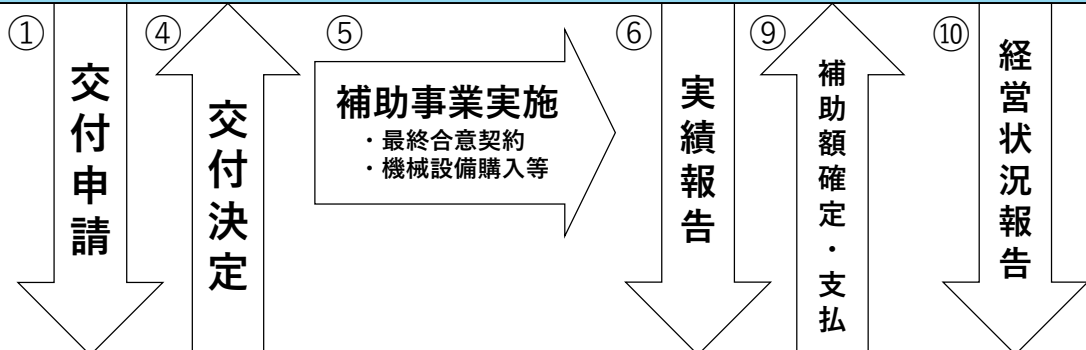 ①
交付申請
④
交付決定
⑤
補助事業実施
・最終合意契約
・機械設備購入等
⑥
実績報告
⑨
補助額確定・支払
⑩
経営状況報告